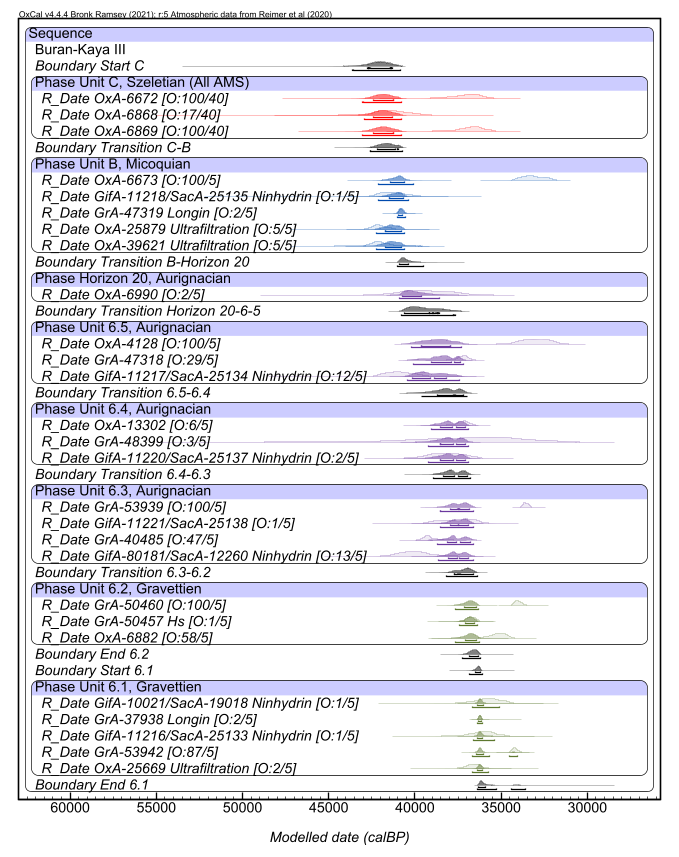 OxCal v4.4.4 Bronk Ramsey (2021); r:5 Atmospheric data from Reimer et al (2020)
Sequence
Buran-Kaya III
Boundary Start C
Phase Unit C, Szeletian (All AMS)
R_Date OxA-6672 [O:100/40]
R_Date OxA-6868 [O:17/40]
R_Date OxA-6869 [O:100/40]
Boundary Transition C-B
Phase Unit B, Micoquian
R_Date OxA-6673 [O:100/5]
R_Date GifA-11218/SacA-25135 Ninhydrin [O:1/5]
R_Date GrA-47319 Longin [O:2/5]
R_Date OxA-25879 Ultrafiltration [O:5/5]
R_Date OxA-39621 Ultrafiltration [O:5/5]
Boundary Transition B-Horizon 20
Phase Horizon 20, Aurignacian
R_Date OxA-6990 [O:2/5]
Boundary Transition Horizon 20-6-5
Phase Unit 6.5, Aurignacian
R_Date OxA-4128 [O:100/5]
R_Date GrA-47318 [O:29/5]
R_Date GifA-11217/SacA-25134 Ninhydrin [O:12/5]
Boundary Transition 6.5-6.4
Phase Unit 6.4, Aurignacian
R_Date OxA-13302 [O:6/5]
R_Date GrA-48399 [O:3/5]
R_Date GifA-11220/SacA-25137 Ninhydrin [O:2/5]
Boundary Transition 6.4-6.3
Phase Unit 6.3, Aurignacian
R_Date GrA-53939 [O:100/5]
R_Date GifA-11221/SacA-25138 [O:1/5]
R_Date GrA-40485 [O:47/5]
R_Date GifA-80181/SacA-12260 Ninhydrin [O:13/5]
Boundary Transition 6.3-6.2
Phase Unit 6.2, Gravettien
R_Date GrA-50460 [O:100/5]
R_Date GrA-50457 Hs [O:1/5]
R_Date OxA-6882 [O:58/5]
Boundary End 6.2
Boundary Start 6.1
Phase Unit 6.1, Gravettien
R_Date GifA-10021/SacA-19018 Ninhydrin [O:1/5]
R_Date GrA-37938 Longin [O:2/5]
R_Date GifA-11216/SacA-25133 Ninhydrin [O:1/5]
R_Date GrA-53942 [O:87/5]
R_Date OxA-25669 Ultrafiltration [O:2/5]
Boundary End 6.1
60000 55000 50000 45000 40000 35000 30000
Modelled date (calBP)